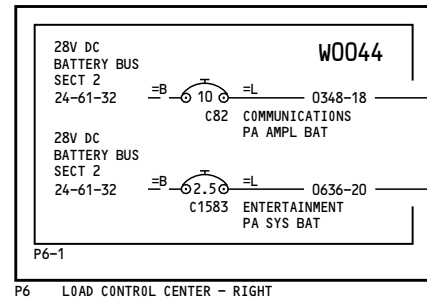 28V DC
BATTERY BUS
SECT 2
24-61-32
=B
10
=L
0348-18
W0044
C82 COMMUNICATIONS
PA AMPL BAT
28V DC
BATTERY BUS
SECT 2
24-61-32
=B
2.5
=L
0636-20
C1583 ENTERTAINMENT
PA SYS BAT
P6-1
P6 LOAD CONTROL CENTER – RIGHT